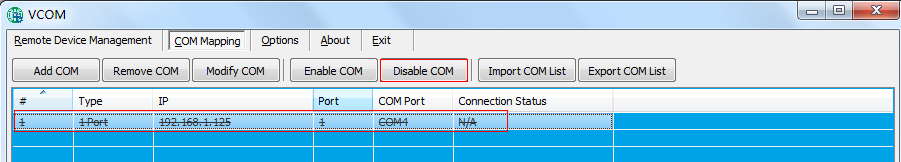 VCOM
Remote Device Management COM Mapping Options About Exit
Add COM Remove COM Modify COM Enable COM Disable COM Import COM List Export COM List
# Type IP Port COM Port Connection Status
1 1 Port 192.168.1.125 1 COM4 N/A